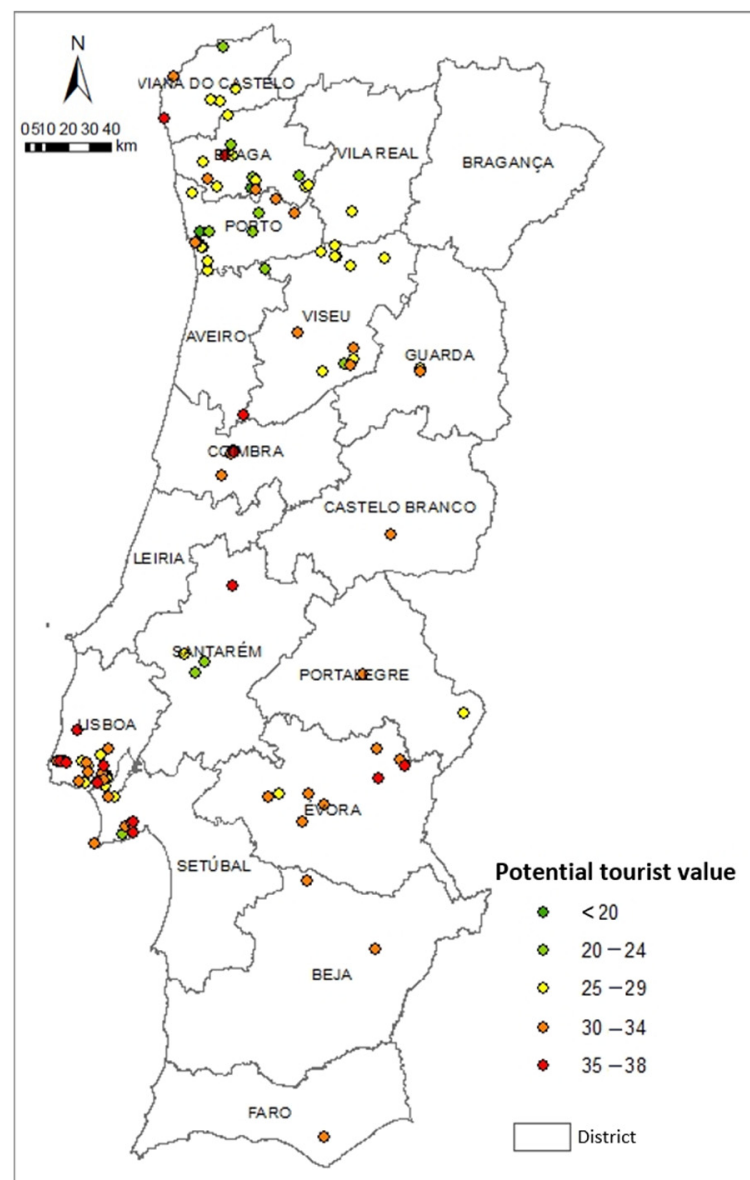 N
VIANA DO CASTELO
0510 20 30 40
km
BRAGA
VILA REAL
BRAGANÇA
PORTO
VISEU
AVEIRO
GUARDA
COIMBRA
CASTELO BRANCO
LEIRIA
SANTARÉM
PORTALEGRE
LISBOA
ÉVORA
SETÚBAL
Potential tourist value
< 20
20 – 24
25 – 29
30 – 34
35 – 38
BEJA
FARO
District